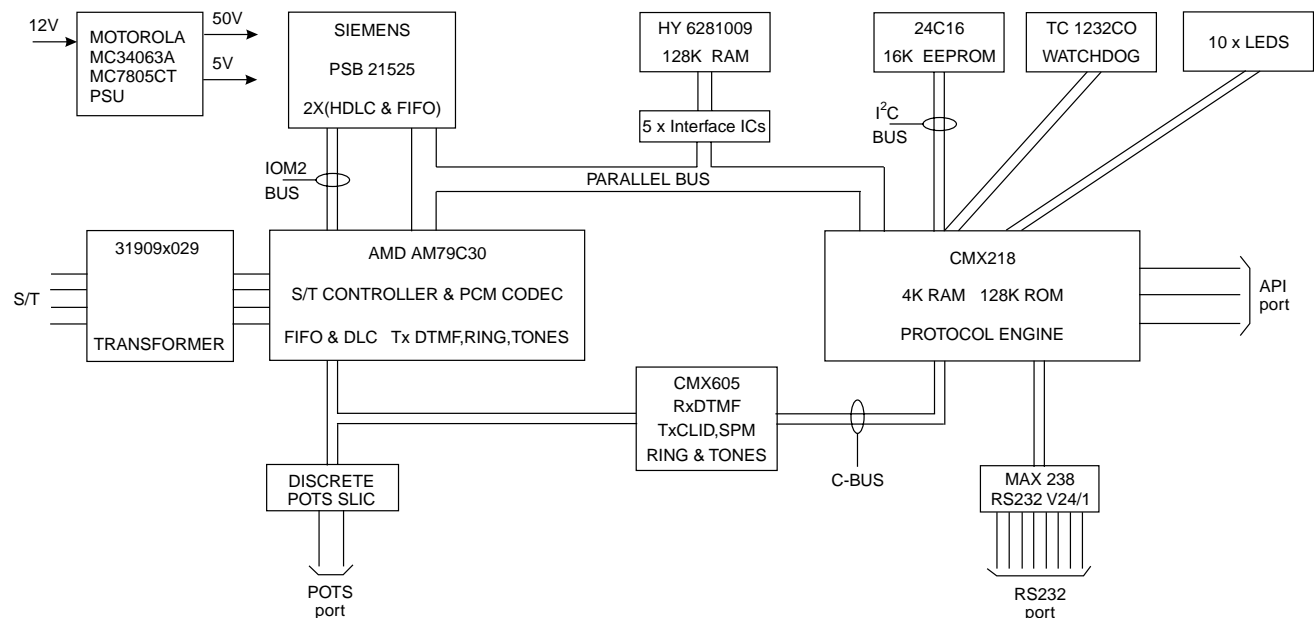 12V
MOTOROLA
MC34063A
MC7805CT
PSU
50V
5V
SIEMENS
PSB 21525
2X(HDLC & FIFO)
HY 6281009
128K RAM
5 x Interface ICs
24C16
16K EEPROM
TC 1232CO
WATCHDOG
10 x LEDS
I²C
BUS
IOM2
BUS
PARALLEL BUS
S/T
31909x029
TRANSFORMER
AMD AM79C30
S/T CONTROLLER & PCM CODEC
FIFO & DLC Tx DTMF,RING,TONES
CMX218
4K RAM 128K ROM
PROTOCOL ENGINE
API
port
CMX605
RxDTMF
TxCLID,SPM
RING & TONES
C-BUS
DISCRETE
POTS SLIC
POTS
port
MAX 238
RS232 V24/1
RS232
port